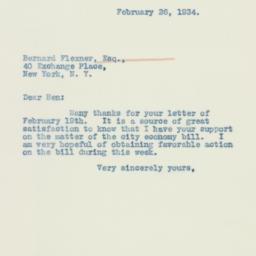 February 26, 1934.
Bernard Flexner, Esq.,
40 Exchange Place,
New York, N. Y.
Dear Ben:
Many thanks for your letter of
February 19th. It is a source of great
satisfaction to know that I have your support
on the matter of the city economy bill. I
am very hopeful of obtaining favorable action
on the bill during this week.
Very sincerely yours,